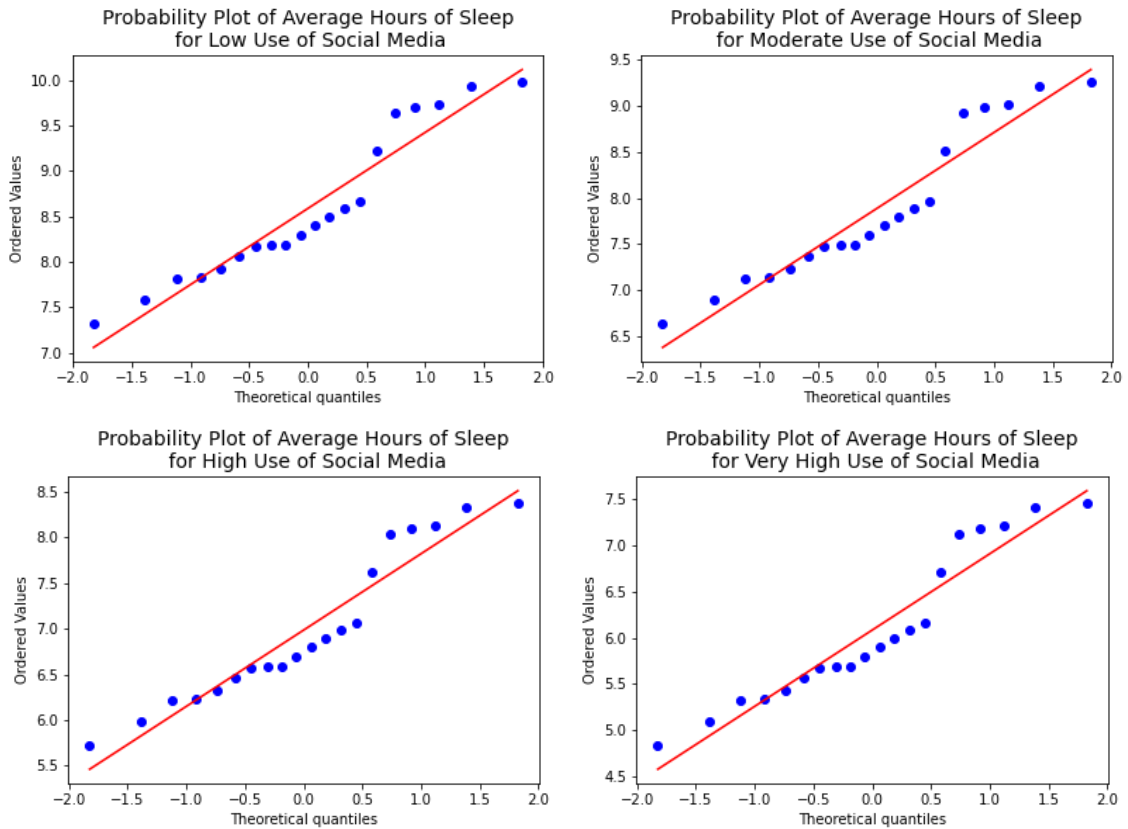 Probability Plot of Average Hours of Sleep
for Low Use of Social Media
10.0
9.5
9.0
8.5
8.0
7.5
7.0
Ordered Values
−2.0 −1.5 −1.0 −0.5 0.0 0.5 1.0 1.5 2.0
Theoretical quantiles
Probability Plot of Average Hours of Sleep
for Moderate Use of Social Media
9.5
9.0
8.5
8.0
7.5
7.0
6.5
Ordered Values
−2.0 −1.5 −1.0 −0.5 0.0 0.5 1.0 1.5 2.0
Theoretical quantiles
Probability Plot of Average Hours of Sleep
for High Use of Social Media
8.5
8.0
7.5
7.0
6.5
6.0
5.5
Ordered Values
−2.0 −1.5 −1.0 −0.5 0.0 0.5 1.0 1.5 2.0
Theoretical quantiles
Probability Plot of Average Hours of Sleep
for Very High Use of Social Media
7.5
7.0
6.5
6.0
5.5
5.0
4.5
Ordered Values
−2.0 −1.5 −1.0 −0.5 0.0 0.5 1.0 1.5 2.0
Theoretical quantiles